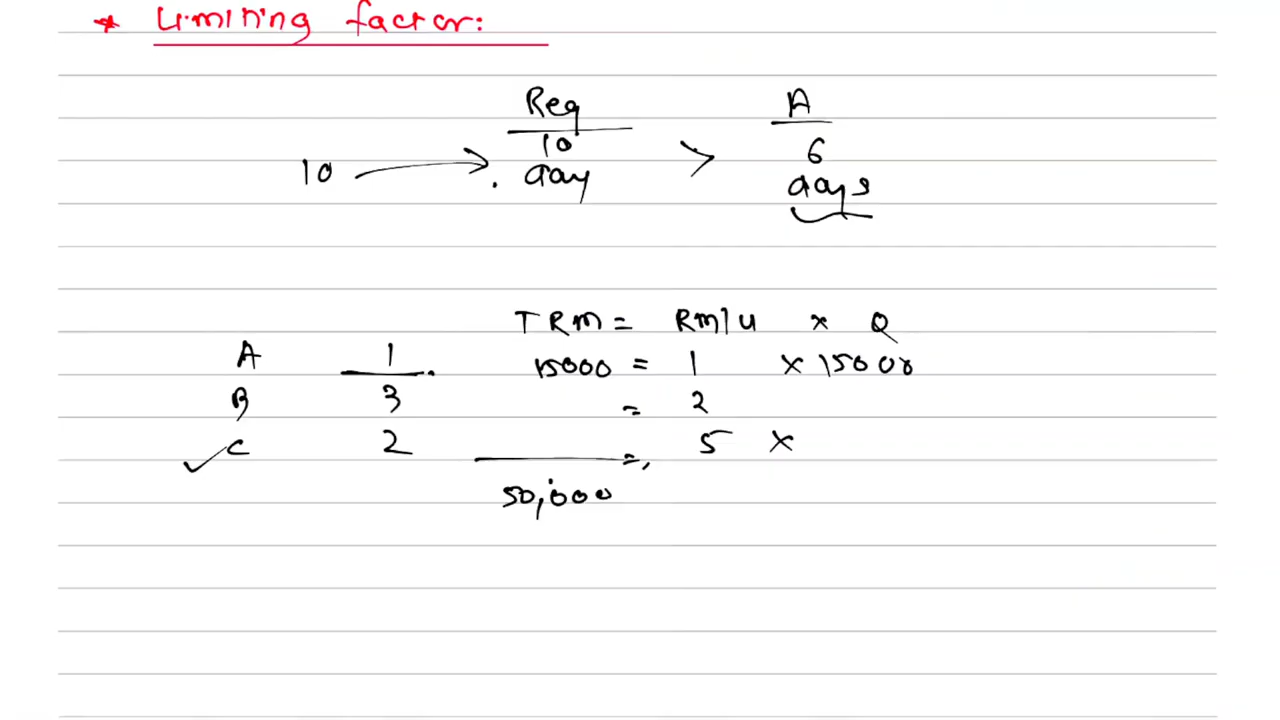 * Limiting factor:
Req A
10 6
10 → day > days
TRM = Rm/u × Q
A 1 15000 = 1 × 15000
B 3 = 2
✓ C 2 = 5 ×
50,000